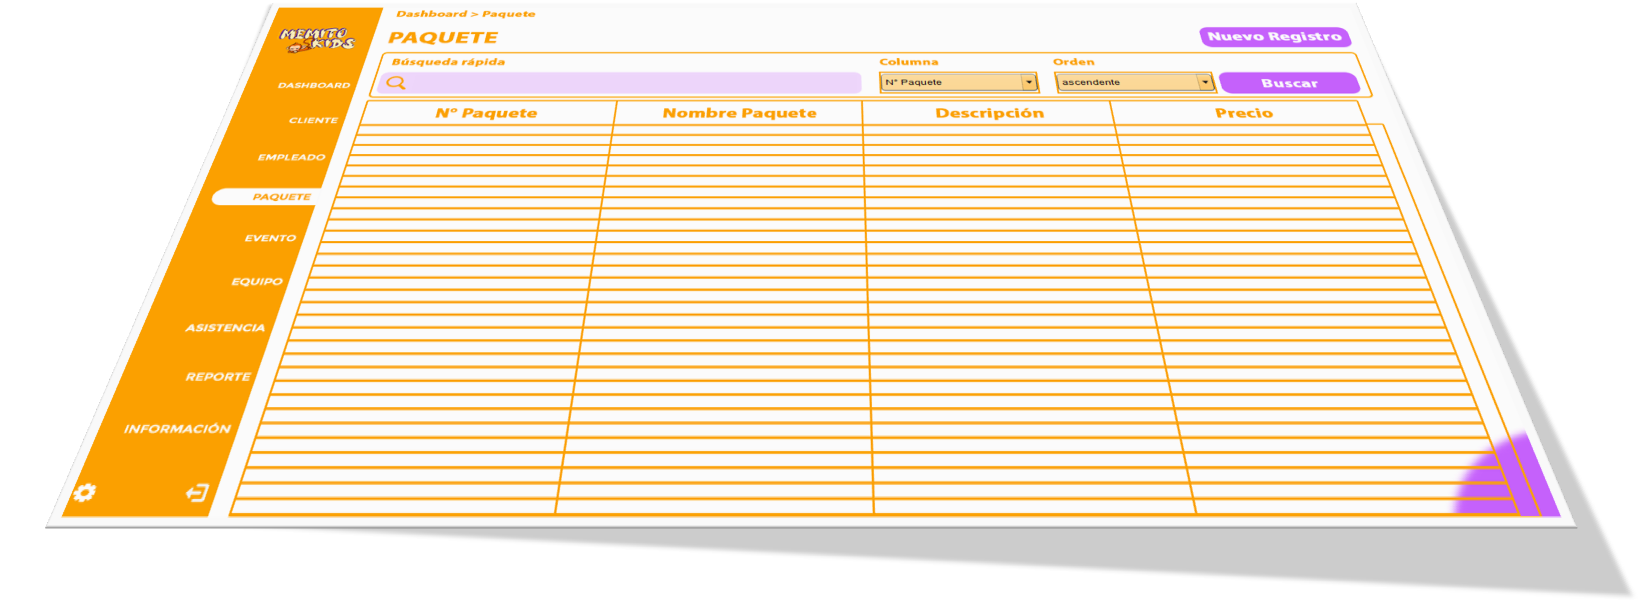 MEMITO
KIDS
DASHBOARD
CLIENTE
EMPLEADO
PAQUETE
EVENTO
EQUIPO
ASISTENCIA
REPORTE
INFORMACIÓN
Dashboard > Paquete
PAQUETE
Nuevo Registro
Búsqueda rápida
Columna
Orden
N° Paquete
ascendente
Buscar
Nº Paquete
Nombre Paquete
Descripción
Precio